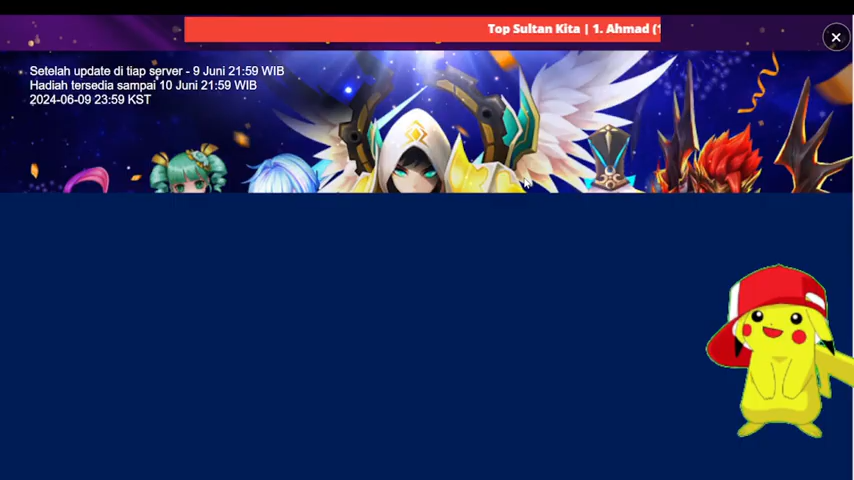 Top Sultan Kita | 1. Ahmad (
Setelah update di tiap server - 9 Juni 21:59 WIB
Hadiah tersedia sampai 10 Juni 21:59 WIB
2024-06-09 23:59 KST